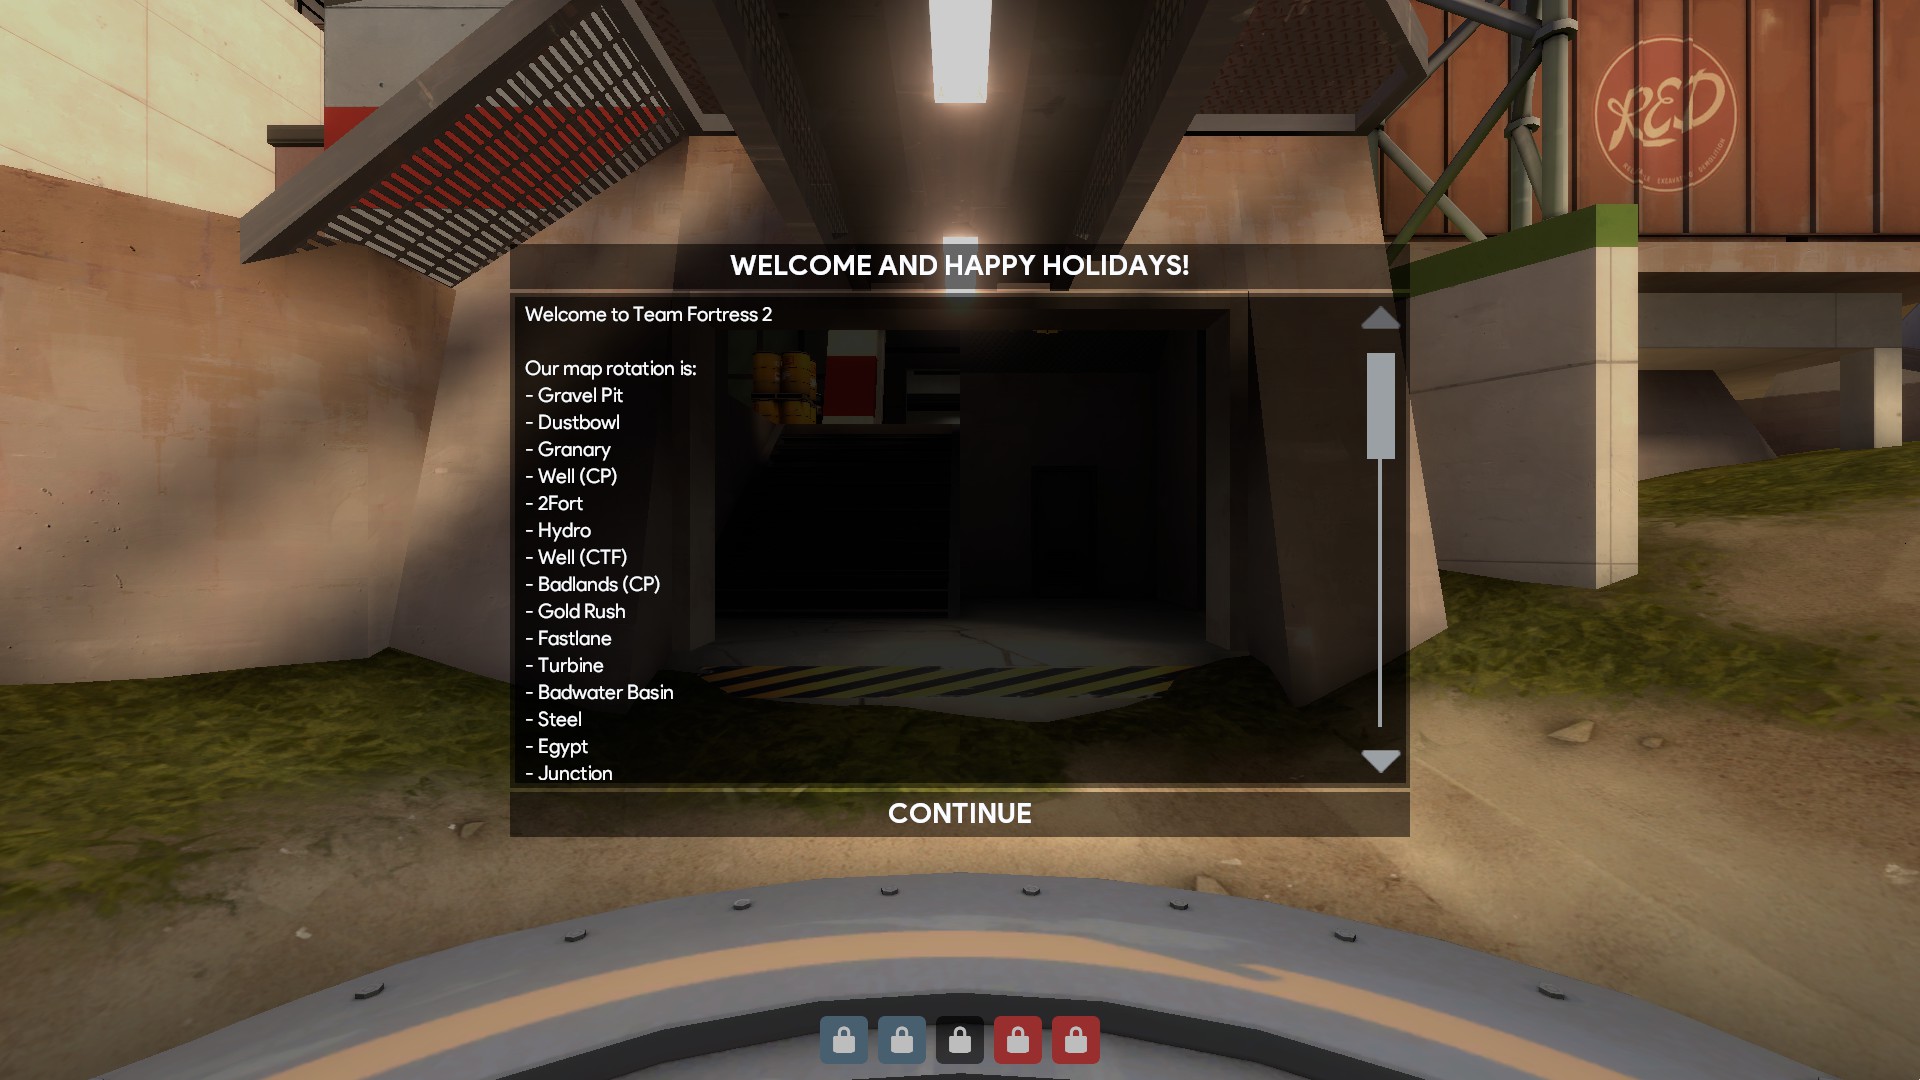 RED
WELCOME AND HAPPY HOLIDAYS!
Welcome to Team Fortress 2
Our map rotation is:
- Gravel Pit
- Dustbowl
- Granary
- Well (CP)
- 2Fort
- Hydro
- Well (CTF)
- Badlands (CP)
- Gold Rush
- Fastlane
- Turbine
- Badwater Basin
- Steel
- Egypt
- Junction
CONTINUE